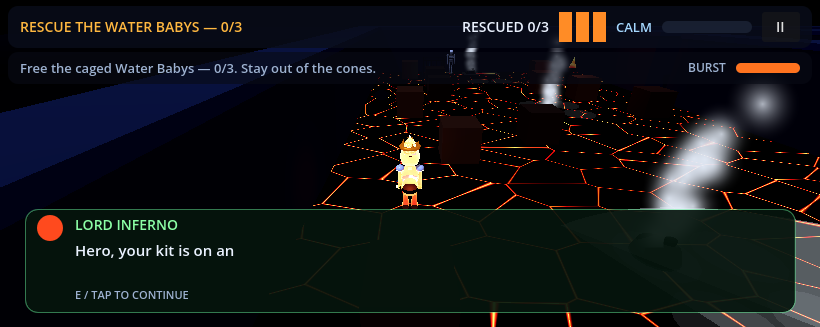 RESCUE THE WATER BABYS — 0/3
RESCUED 0/3
CALM
Free the caged Water Babys — 0/3. Stay out of the cones.
BURST
LORD INFERNO
Hero, your kit is on an
E / TAP TO CONTINUE